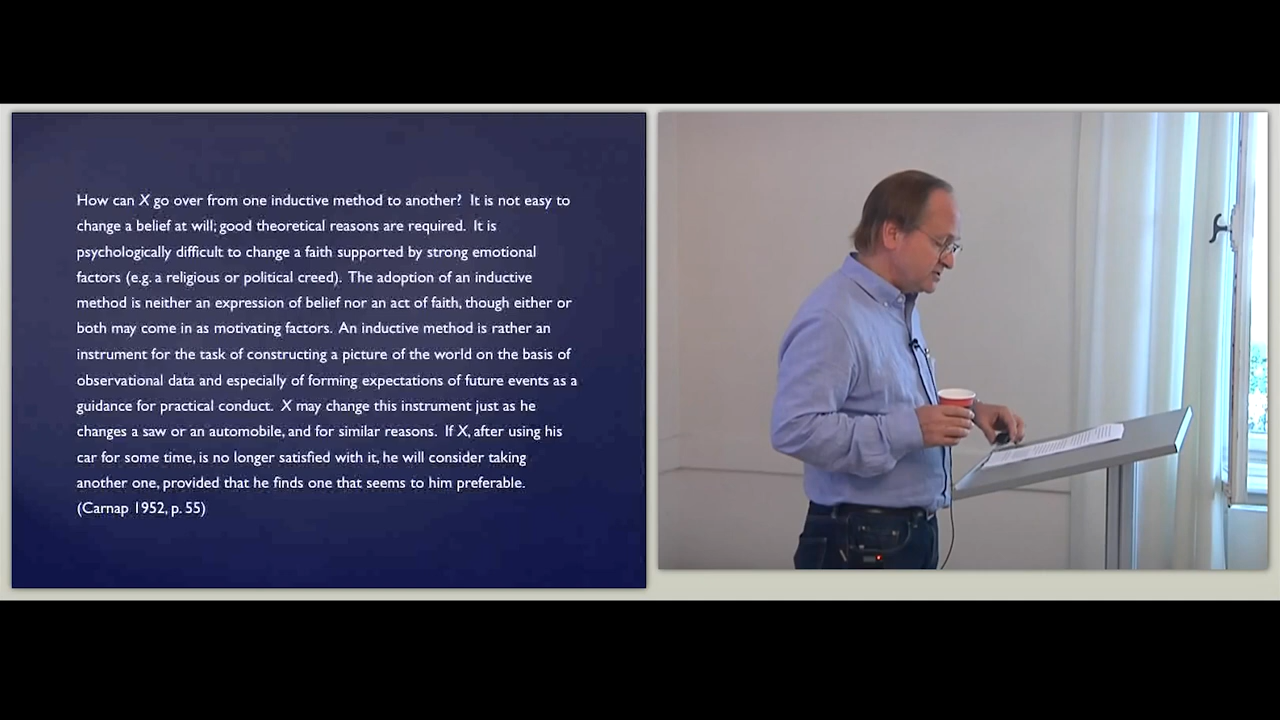 How can X go over from one inductive method to another? It is not easy to
change a belief at will; good theoretical reasons are required. It is
psychologically difficult to change a faith supported by strong emotional
factors (e.g. a religious or political creed). The adoption of an inductive
method is neither an expression of belief nor an act of faith, though either or
both may come in as motivating factors. An inductive method is rather an
instrument for the task of constructing a picture of the world on the basis of
observational data and especially of forming expectations of future events as a
guidance for practical conduct. X may change this instrument just as he
changes a saw or an automobile, and for similar reasons. If X, after using his
car for some time, is no longer satisfied with it, he will consider taking
another one, provided that he finds one that seems to him preferable.
(Carnap 1952, p. 55)